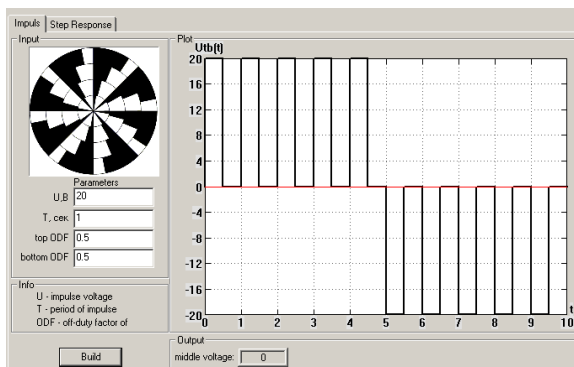 Impuls Step Response
Input
Parameters
U,В 20
T, сек 1
top ODF 0.5
bottom ODF 0.5
Info
U - impulse voltage
T - period of impulse
ODF - off-duty factor of
Build
Plot
Utb(t)
20
16
12
8
4
0
-4
-8
-12
-16
-20
0 1 2 3 4 5 6 7 8 9 10
t
Output
middle voltage: 0